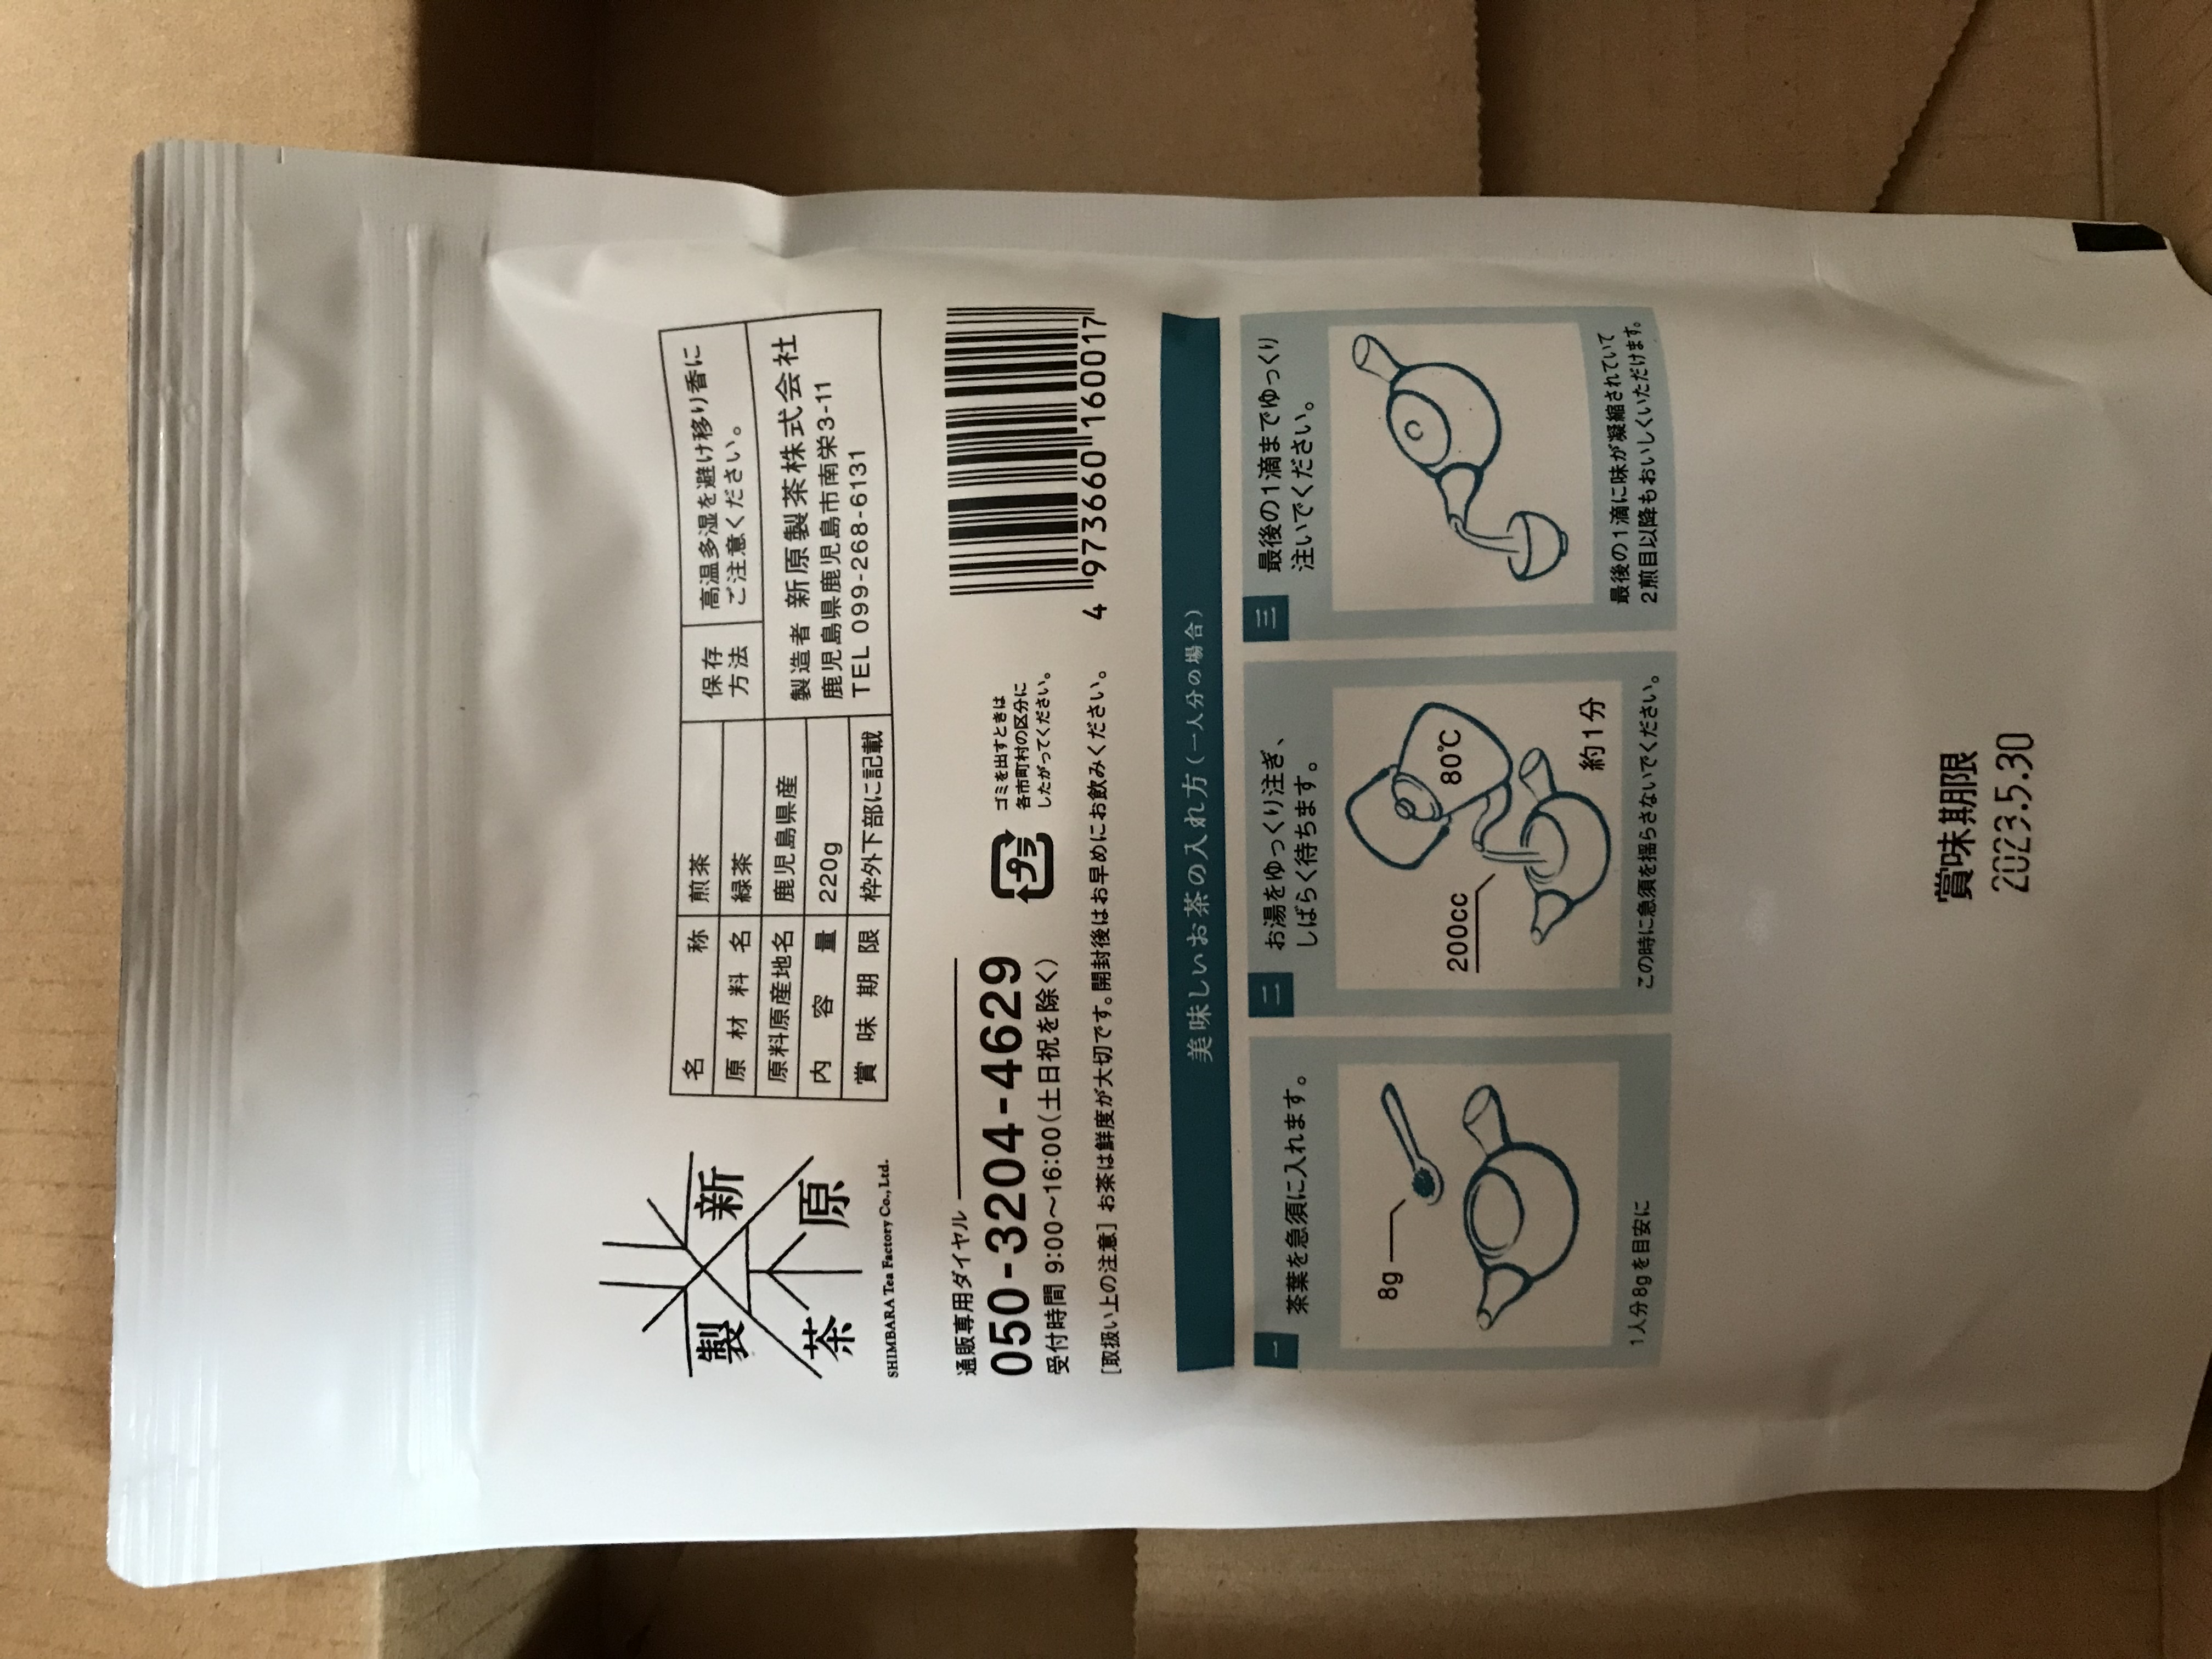 製 新
茶 原
SHIMBARA Tea Factory Co., Ltd.
名称 煎茶
原材料名 緑茶
原料原産地名 鹿児島県産
内容量 220g
賞味期限 枠外下部に記載
保存方法 高温多湿を避け移り香に
ご注意ください。
製造者 新原製茶株式会社
鹿児島県鹿児島市南栄3-11
TEL 099-268-6131
通販専用ダイヤル
050-3204-4629
受付時間 9:00〜16:00(土日祝を除く)
プラ
ゴミを出すときは
各市町村の区分に
したがってください。
4 973660 160017
[取扱い上の注意] お茶は鮮度が大切です。開封後はお早めにお飲みください。
美味しいお茶の入れ方(一人分の場合)
一
茶葉を急須に入れます。
8g
1人分8gを目安に
二
お湯をゆっくり注ぎ、
しばらく待ちます。
80℃
200cc
約1分
この時に急須を揺らさないでください。
三
最後の1滴までゆっくり
注いでください。
最後の1滴に味が凝縮されていて
2煎目以降もおいしくいただけます。
賞味期限
2023.5.30